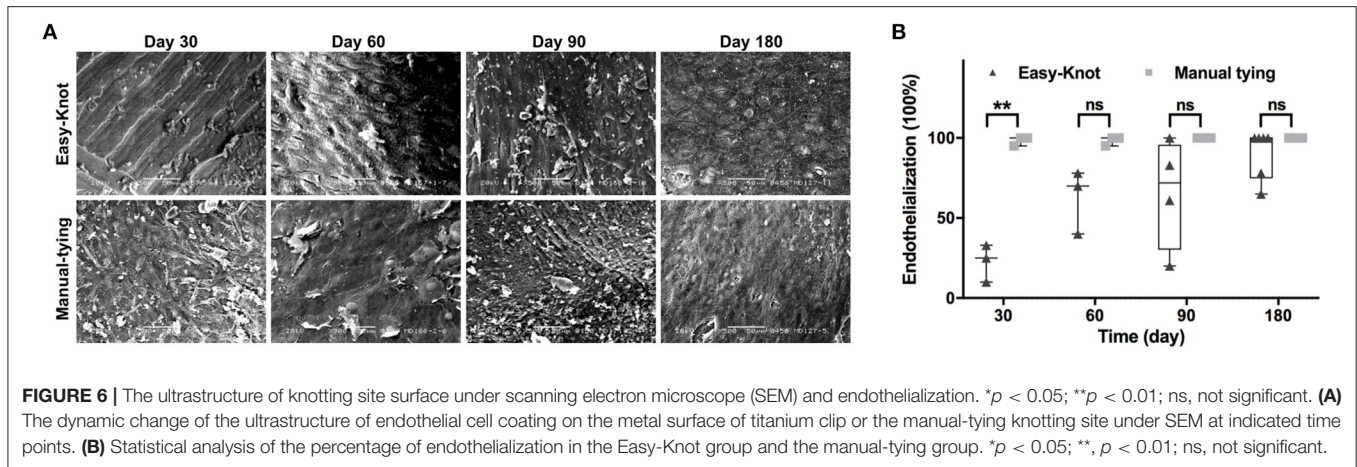 A
Day 30 Day 60 Day 90 Day 180
Easy-Knot
Manual-tying
B
Easy-Knot Manual tying
** ns ns ns
Endothelialization (100%)
100
50
0
30 60 90 180
Time (day)
FIGURE 6 | The ultrastructure of knotting site surface under scanning electron microscope (SEM) and endothelialization. *p < 0.05; **p < 0.01; ns, not significant. (A)
The dynamic change of the ultrastructure of endothelial cell coating on the metal surface of titanium clip or the manual-tying knotting site under SEM at indicated time
points. (B) Statistical analysis of the percentage of endothelialization in the Easy-Knot group and the manual-tying group. *p < 0.05; **, p < 0.01; ns, not significant.